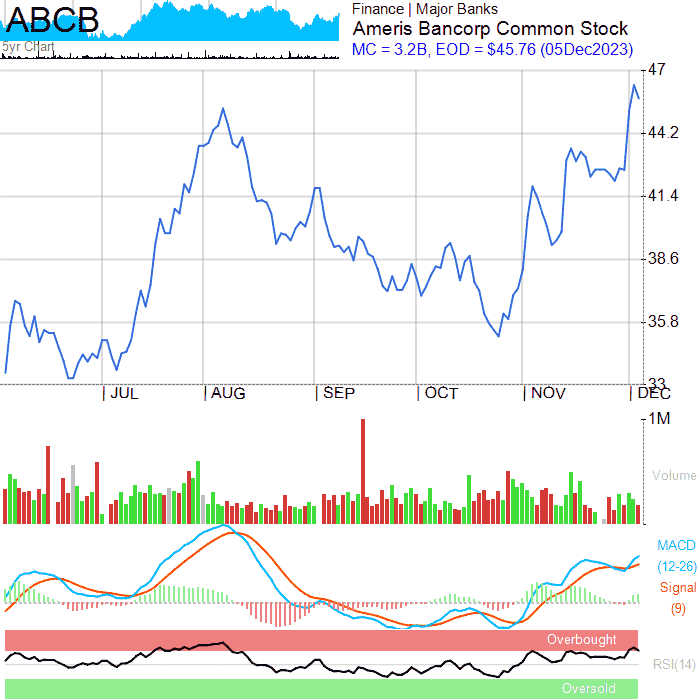 ABCB
5yr Chart
Finance | Major Banks
Ameris Bancorp Common Stock
MC = 3.2B, EOD = $45.76 (05Dec2023)
47
44.2
41.4
38.6
35.8
33
JUL
AUG
SEP
OCT
NOV
DEC
1M
Volume
MACD
(12-26)
Signal
(9)
Overbought
RSI(14)
Oversold